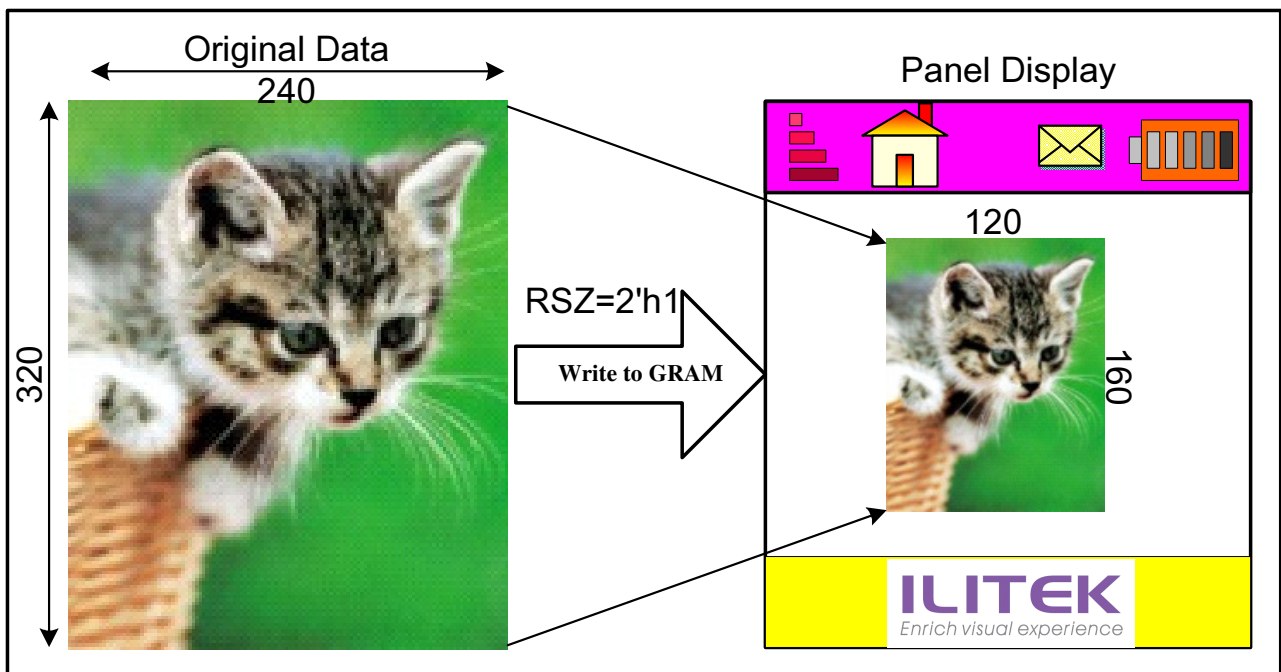 Original Data
240
320
RSZ=2'h1
Write to GRAM
Panel Display
120
160
ILITEK
Enrich visual experience